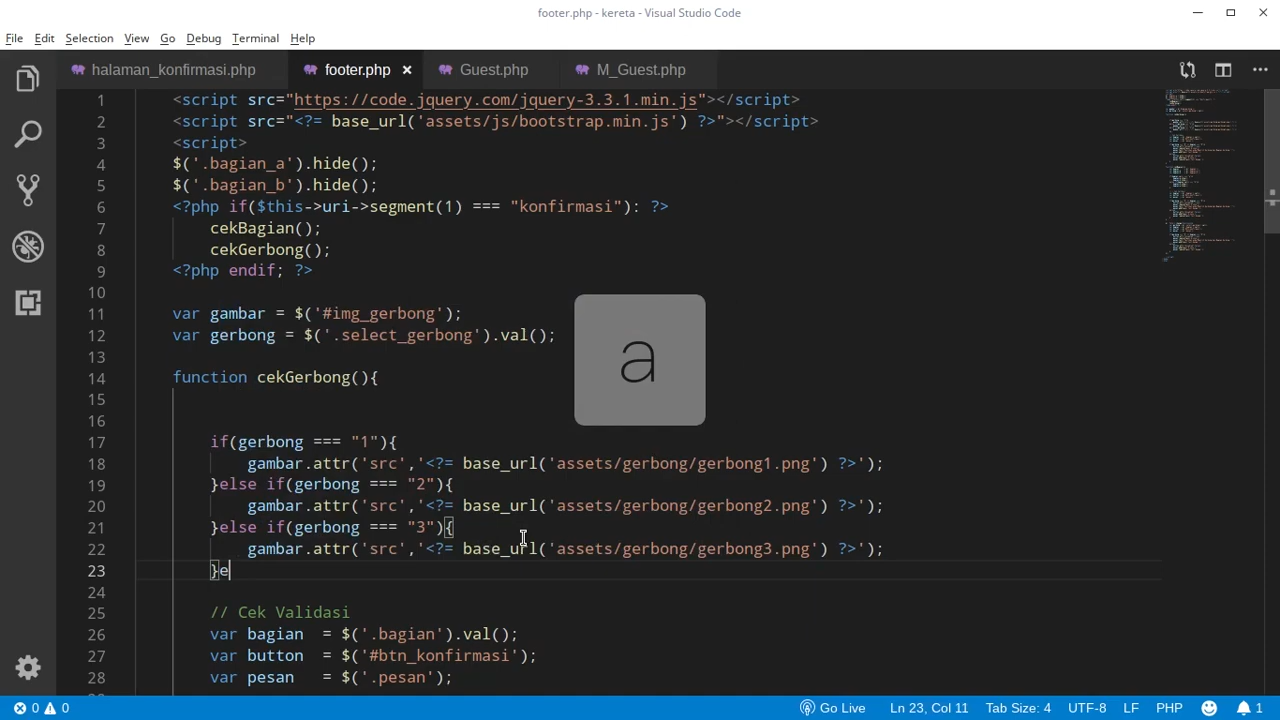 footer.php - kereta - Visual Studio Code
File Edit Selection View Go Debug Terminal Help
halaman_konfirmasi.php footer.php × Guest.php M_Guest.php
1 <script src="https://code.jquery.com/jquery-3.3.1.min.js"></script>
2 <script src="<?= base_url('assets/js/bootstrap.min.js') ?>"></script>
3 <script>
4 $('.bagian_a').hide();
5 $('.bagian_b').hide();
6 <?php if($this->uri->segment(1) === "konfirmasi"): ?>
7 cekBagian();
8 cekGerbong();
9 <?php endif; ?>
10
11 var gambar = $('#img_gerbong');
12 var gerbong = $('.select_gerbong').val();
13
14 function cekGerbong(){
15
16
17 if(gerbong === "1"){
18 gambar.attr('src','<?= base_url('assets/gerbong/gerbong1.png') ?>');
19 }else if(gerbong === "2"){
20 gambar.attr('src','<?= base_url('assets/gerbong/gerbong2.png') ?>');
21 }else if(gerbong === "3"){
22 gambar.attr('src','<?= base_url('assets/gerbong/gerbong3.png') ?>');
23 }e
24
25 // Cek Validasi
26 var bagian = $('.bagian').val();
27 var button = $('#btn_konfirmasi');
28 var pesan = $('.pesan');
a
0 0 Go Live Ln 23, Col 11 Tab Size: 4 UTF-8 LF PHP 1